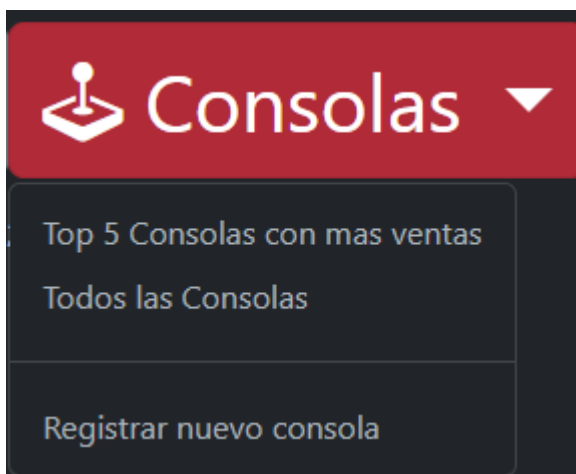 Consolas
Top 5 Consolas con mas ventas
Todos las Consolas
Registrar nuevo consola